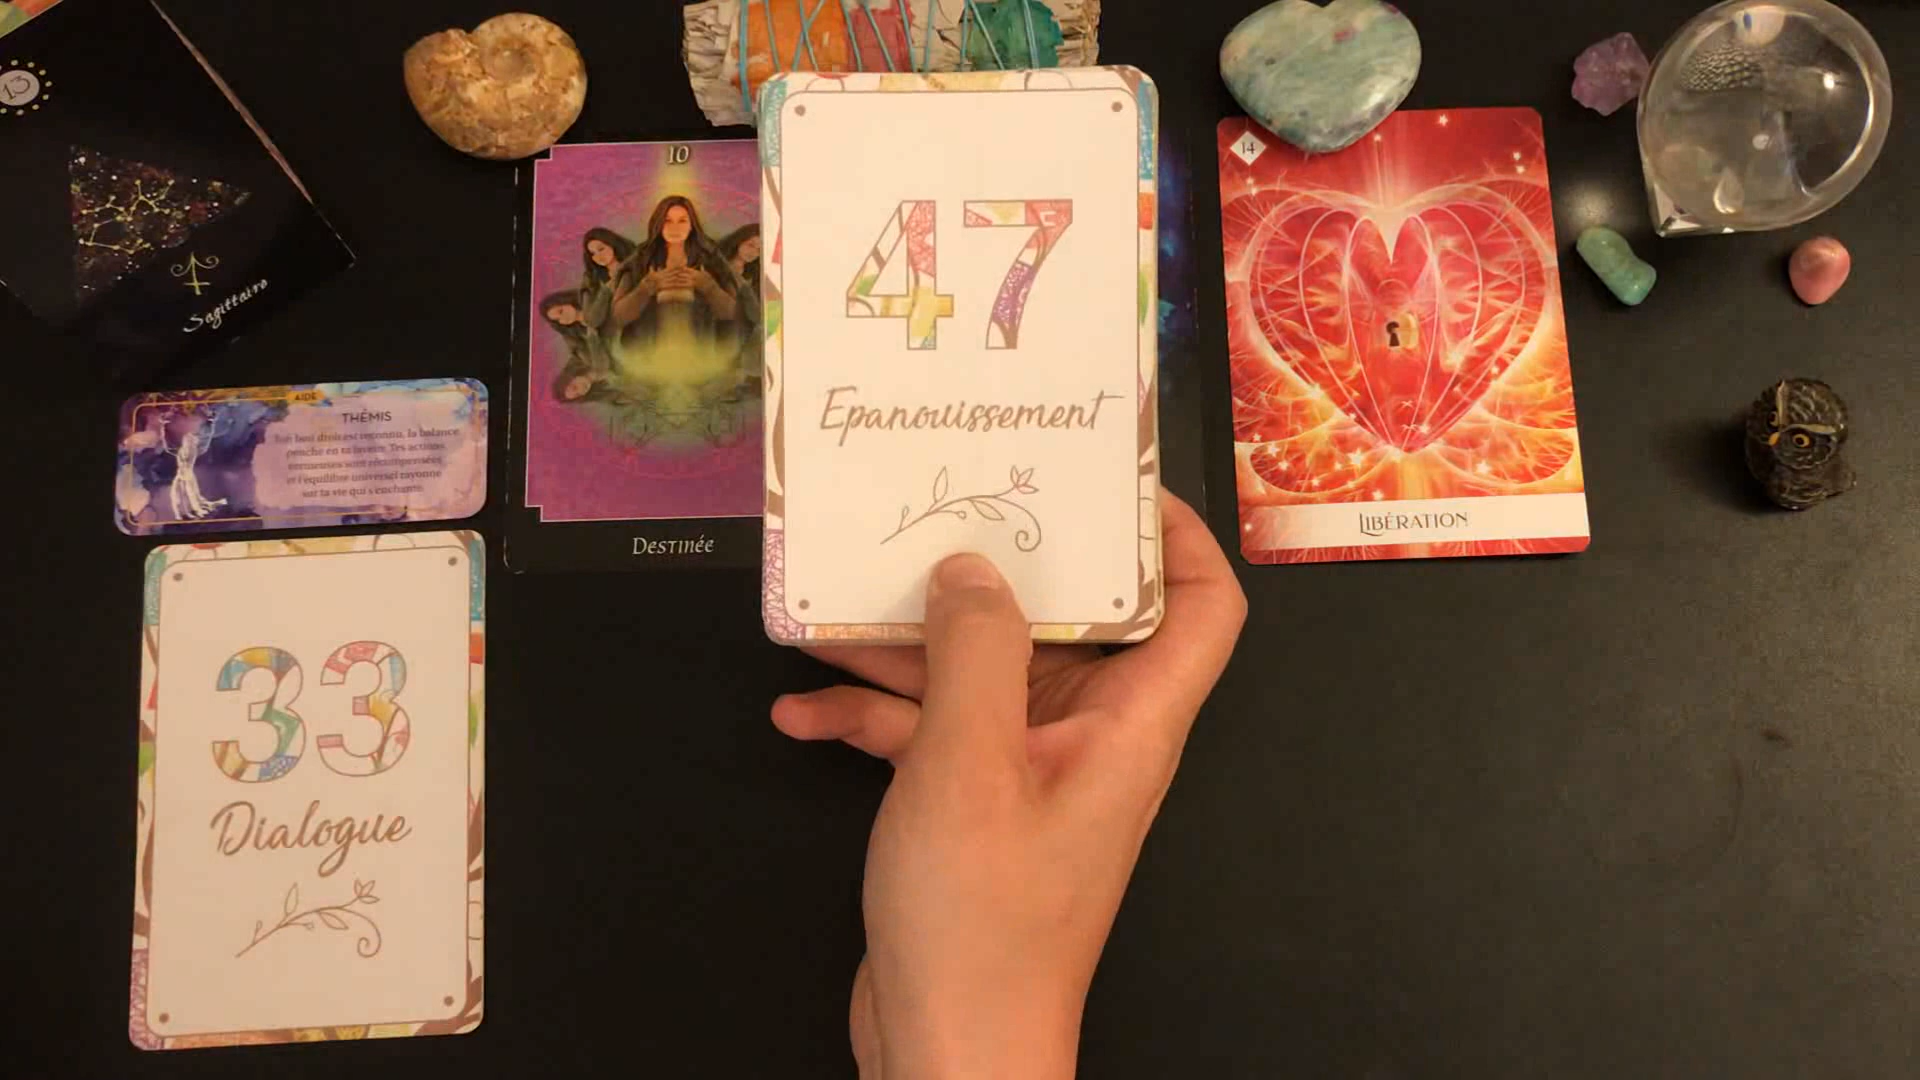 13
Sagittaire
AIDE
THÉMIS
Ton bon droit est reconnu, la balance
penche en ta faveur. Tes actions
vertueuses sont récompensées
et l'équilibre universel rayonne
sur ta vie qui s'enchante.
33
Dialogue
10
Destinée
47
Epanouissement
14
LIBÉRATION